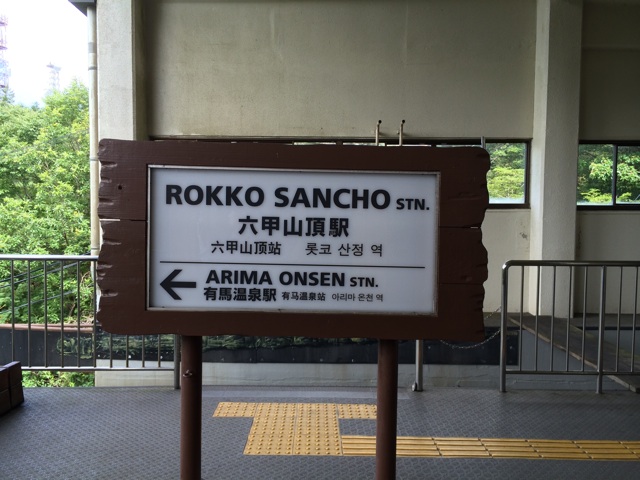 ROKKO SANCHO STN.
六甲山頂駅
六甲山顶站 롯코 산정 역
← ARIMA ONSEN STN.
有馬温泉駅 有马温泉站 아리마 온천 역